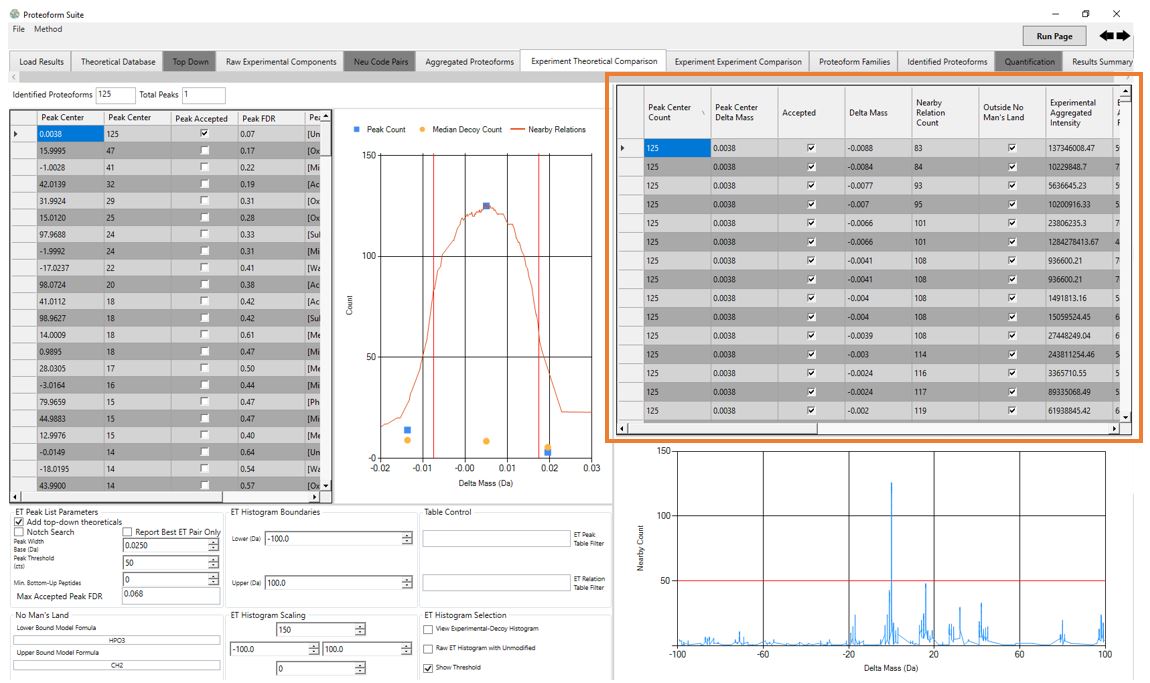 Proteoform Suite
File Method
Run Page
Load Results Theoretical Database Top Down Raw Experimental Components Neu Code Pairs Aggregated Proteoforms Experiment Theoretical Comparison Experiment Experiment Comparison Proteoform Families Identified Proteoforms Quantification Results Summary
Identified Proteoforms 125 Total Peaks 1
Peak Center Peak Center Peak Accepted Peak FDR Pea
0.0038 125 0.07 [Un
15.9995 47 0.17 [Ox
-1.0028 41 0.22 [Mi
42.0139 32 0.19 [Ac
31.9924 29 0.31 [Ox
15.0120 25 0.28 [Ox
97.9688 24 0.33 [Sul
-1.9992 24 0.31 [Mi
-17.0237 22 0.41 [Wa
98.0724 20 0.38 [Ac
41.0112 18 0.42 [Ac
98.9627 18 0.42 [Sul
14.0009 18 0.61 [Me
0.9895 18 0.47 [Mi
28.0305 17 0.50 [Me
-3.0164 16 0.44 [Mi
79.9659 15 0.47 [Ph
44.9883 15 0.47 [Mi
12.9976 15 0.40 [Me
-0.0149 14 0.64 [Un
-18.0195 14 0.54 [Wa
43.9900 14 0.57 [Ox
Peak Count Median Decoy Count Nearby Relations
150
100
50
-0
-0.02 -0.01 -0.00 0.01 0.02 0.03
Count
Delta Mass (Da)
Peak Center Count Peak Center Delta Mass Accepted Delta Mass Nearby Relation Count Outside No Man's Land Experimental Aggregated Intensity
125 0.0038 -0.0088 83 137346008.47
125 0.0038 -0.0084 84 10229848.7
125 0.0038 -0.0077 93 5636645.23
125 0.0038 -0.007 95 10200916.33
125 0.0038 -0.0066 101 23806235.3
125 0.0038 -0.0066 101 1284278413.67
125 0.0038 -0.0041 108 936600.21
125 0.0038 -0.0041 108 936600.21
125 0.0038 -0.004 108 1491813.16
125 0.0038 -0.004 108 15059524.45
125 0.0038 -0.0039 108 27448249.04
125 0.0038 -0.003 114 243811254.46
125 0.0038 -0.0024 116 3365710.55
125 0.0038 -0.0024 117 89335068.49
125 0.0038 -0.002 119 61938845.42
150
100
50
-100 -60 -20 20 60 100
Nearby Count
Delta Mass (Da)
ET Peak List Parameters
Add top-down theoreticals
Notch Search Report Best ET Pair Only
Peak Width Base (Da) 0.0250
Peak Threshold (cts) 50
Min. Bottom-Up Peptides 0
Max Accepted Peak FDR 0.068
ET Histogram Boundaries
Lower (Da) -100.0
Upper (Da) 100.0
Table Control
ET Peak Table Filter
ET Relation Table Filter
No Man's Land
Lower Bound Model Fomula
HPO3
Upper Bound Model Formula
CH2
ET Histogram Scaling
150
-100.0 100.0
0
ET Histogram Selection
View Experimental-Decoy Histogram
Raw ET Histogram with Unmodified
Show Threshold